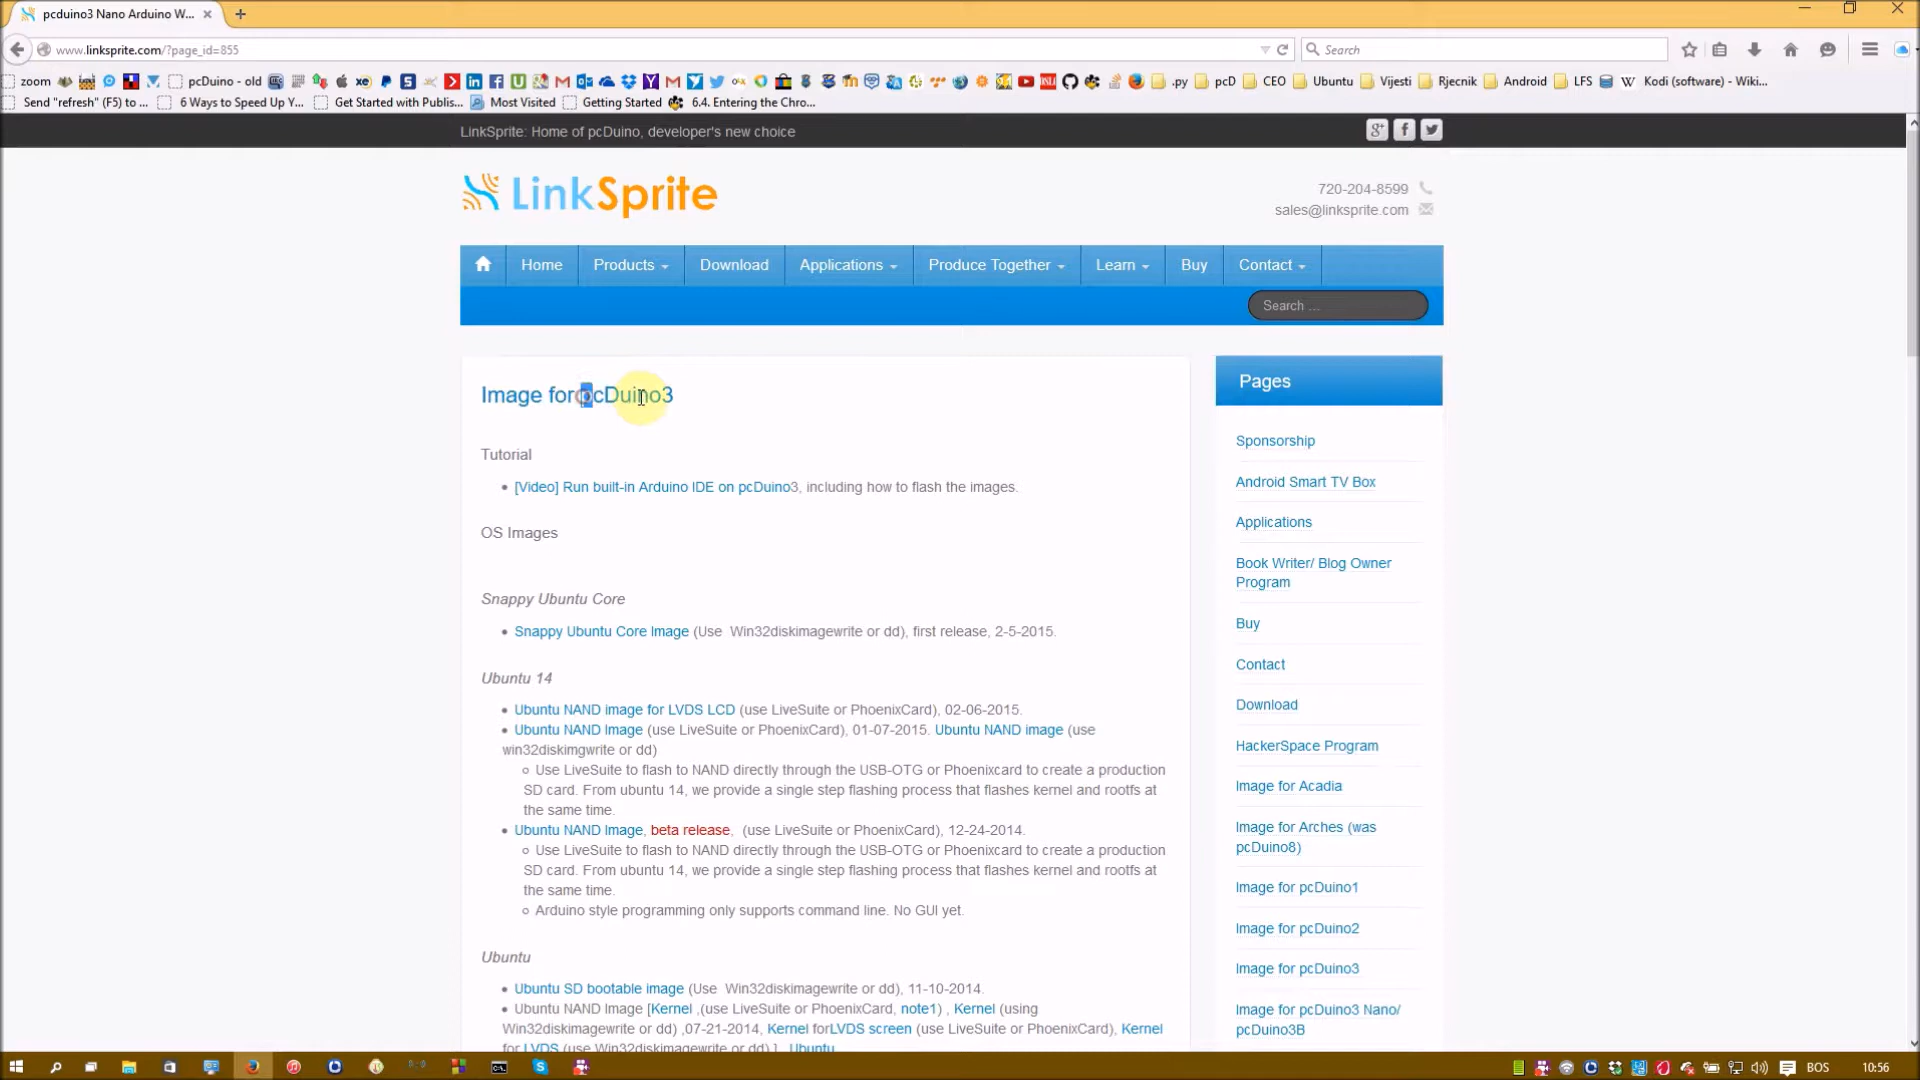 pcduino3 Nano Arduino W...
www.linksprite.com/?page_id=855
Search
zoom
pcDuino - old
.py
pcD
CEO
Ubuntu
Vijesti
Rjecnik
Android
LFS
Kodi (software) - Wiki...
Send "refresh" (F5) to ...
6 Ways to Speed Up Y...
Get Started with Publis...
Most Visited
Getting Started
6.4. Entering the Chro...
LinkSprite: Home of pcDuino, developer's new choice
LinkSprite
720-204-8599
sales@linksprite.com
Home
Products
Download
Applications
Produce Together
Learn
Buy
Contact
Search ...
Image for pcDuino3
Tutorial
[Video] Run built-in Arduino IDE on pcDuino3, including how to flash the images.
OS Images
Snappy Ubuntu Core
Snappy Ubuntu Core Image (Use Win32diskimagewrite or dd), first release, 2-5-2015.
Ubuntu 14
Ubuntu NAND image for LVDS LCD (use LiveSuite or PhoenixCard), 02-06-2015.
Ubuntu NAND Image (use LiveSuite or PhoenixCard), 01-07-2015. Ubuntu NAND image (use
win32diskimgwrite or dd)
Use LiveSuite to flash to NAND directly through the USB-OTG or Phoenixcard to create a production
SD card. From ubuntu 14, we provide a single step flashing process that flashes kernel and rootfs at
the same time.
Ubuntu NAND Image, beta release, (use LiveSuite or PhoenixCard), 12-24-2014.
Use LiveSuite to flash to NAND directly through the USB-OTG or Phoenixcard to create a production
SD card. From ubuntu 14, we provide a single step flashing process that flashes kernel and rootfs at
the same time.
Arduino style programming only supports command line. No GUI yet.
Ubuntu
Ubuntu SD bootable image (Use Win32diskimagewrite or dd), 11-10-2014.
Ubuntu NAND Image [Kernel ,(use LiveSuite or PhoenixCard, note1) , Kernel (using
Win32diskimagewrite or dd) ,07-21-2014, Kernel forLVDS screen (use LiveSuite or PhoenixCard), Kernel
for LVDS (use Win32diskimagewrite or dd) ] , Ubuntu
Pages
Sponsorship
Android Smart TV Box
Applications
Book Writer/ Blog Owner
Program
Buy
Contact
Download
HackerSpace Program
Image for Acadia
Image for Arches (was
pcDuino8)
Image for pcDuino1
Image for pcDuino2
Image for pcDuino3
Image for pcDuino3 Nano/
pcDuino3B
BOS
10:56